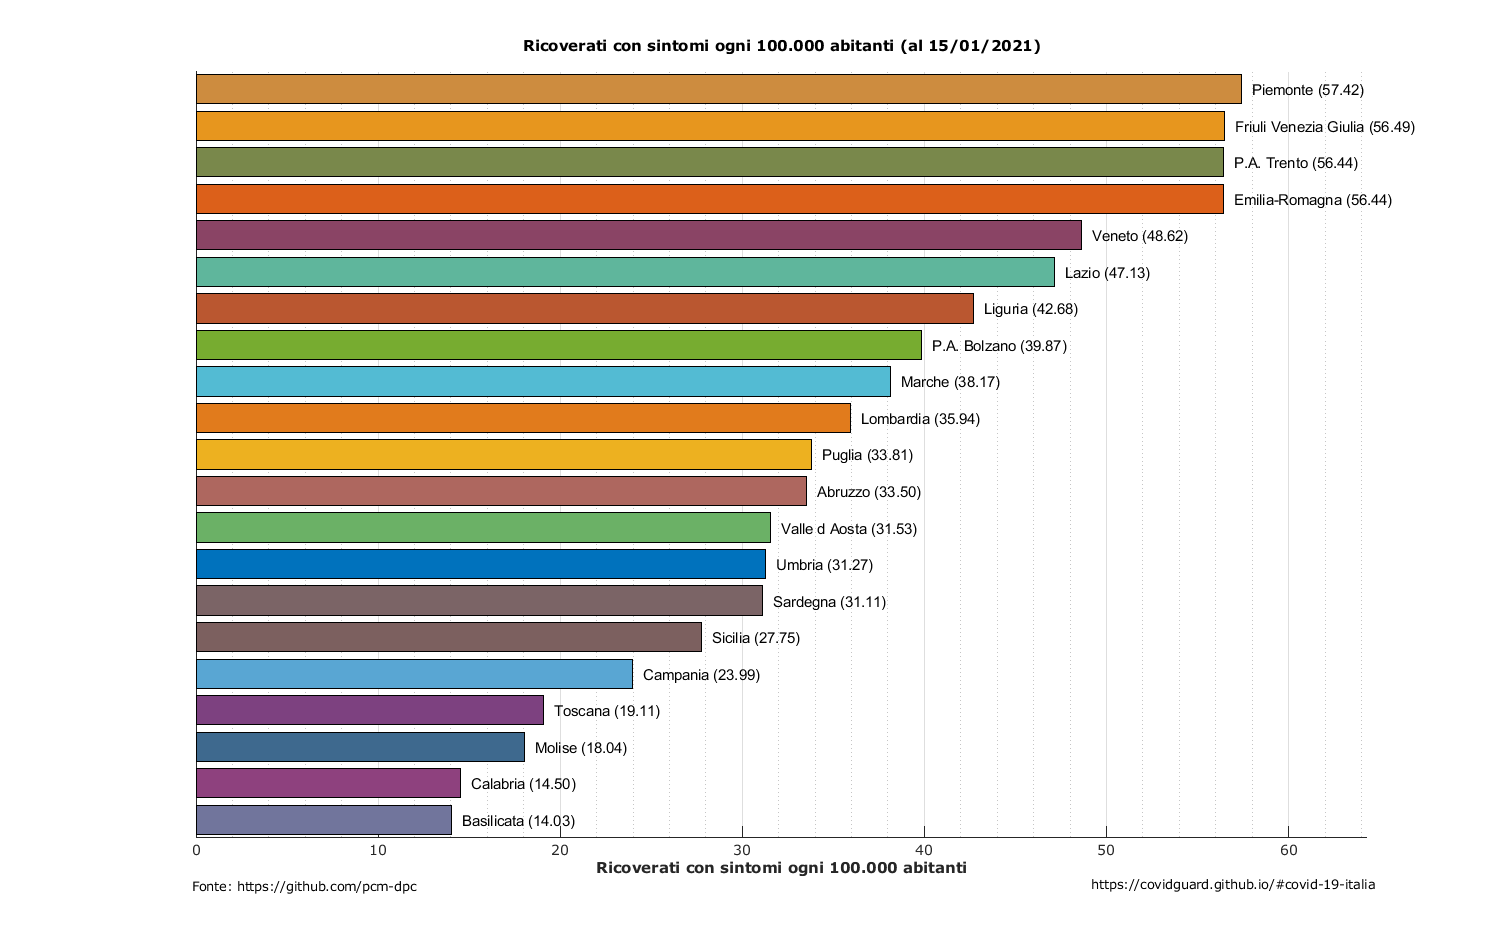 Ricoverati con sintomi ogni 100.000 abitanti (al 15/01/2021)
Piemonte (57.42)
Friuli Venezia Giulia (56.49)
P.A. Trento (56.44)
Emilia-Romagna (56.44)
Veneto (48.62)
Lazio (47.13)
Liguria (42.68)
P.A. Bolzano (39.87)
Marche (38.17)
Lombardia (35.94)
Puglia (33.81)
Abruzzo (33.50)
Valle d Aosta (31.53)
Umbria (31.27)
Sardegna (31.11)
Sicilia (27.75)
Campania (23.99)
Toscana (19.11)
Molise (18.04)
Calabria (14.50)
Basilicata (14.03)
0 10 20 30 40 50 60
Ricoverati con sintomi ogni 100.000 abitanti
Fonte: https://github.com/pcm-dpc
https://covidguard.github.io/#covid-19-italia